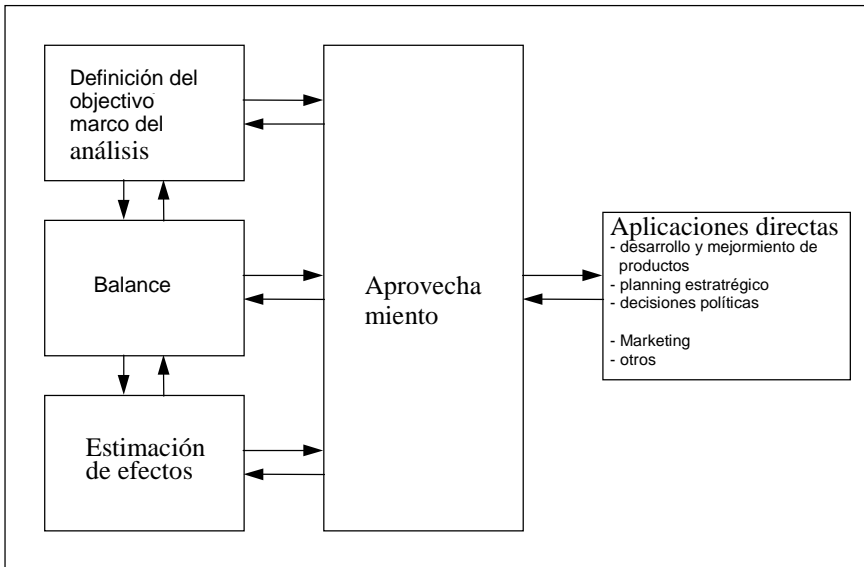 Definición del
objectivo
marco del
análisis
Balance
Estimación
de efectos
Aprovecha
miento
Aplicaciones directas
- desarrollo y mejormiento de
productos
- planning estratrégico
- decisiones políticas
- Marketing
- otros